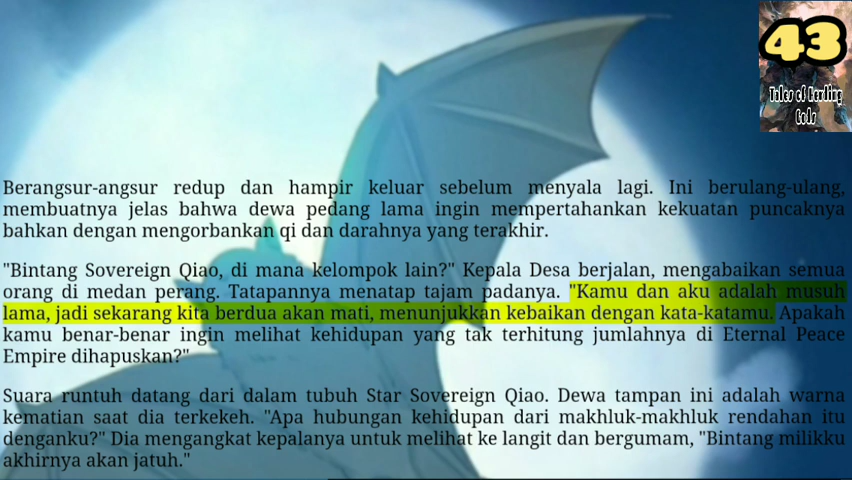 43
Tales of Herding
Gods
Berangsur-angsur redup dan hampir keluar sebelum menyala lagi. Ini berulang-ulang,
membuatnya jelas bahwa dewa pedang lama ingin mempertahankan kekuatan puncaknya
bahkan dengan mengorbankan qi dan darahnya yang terakhir.
"Bintang Sovereign Qiao, di mana kelompok lain?" Kepala Desa berjalan, mengabaikan semua
orang di medan perang. Tatapannya menatap tajam padanya. "Kamu dan aku adalah musuh
lama, jadi sekarang kita berdua akan mati, menunjukkan kebaikan dengan kata-katamu. Apakah
kamu benar-benar ingin melihat kehidupan yang tak terhitung jumlahnya di Eternal Peace
Empire dihapuskan?"
Suara runtuh datang dari dalam tubuh Star Sovereign Qiao. Dewa tampan ini adalah warna
kematian saat dia terkekeh. "Apa hubungan kehidupan dari makhluk-makhluk rendahan itu
denganku?" Dia mengangkat kepalanya untuk melihat ke langit dan bergumam, "Bintang milikku
akhirnya akan jatuh."